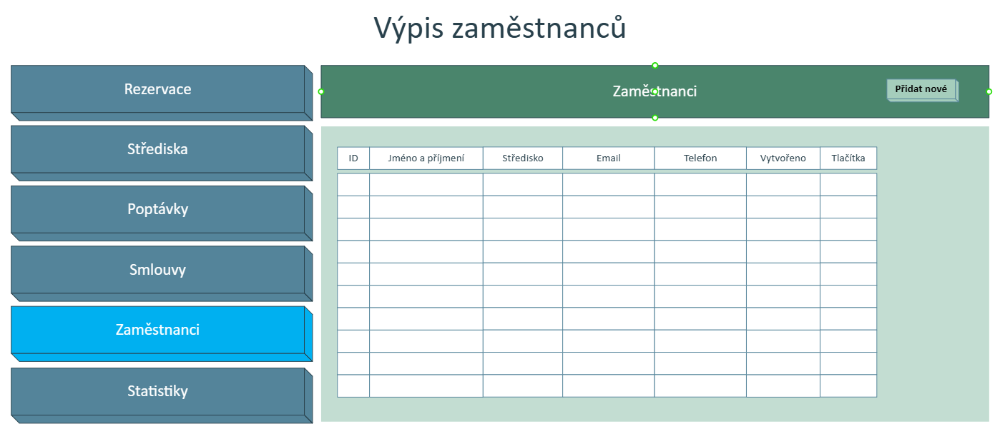 Výpis zaměstnanců
Rezervace
Střediska
Poptávky
Smlouvy
Zaměstnanci
Statistiky
Zaměstnanci
Přidat nové
ID Jméno a příjmení Středisko Email Telefon Vytvořeno Tlačítka